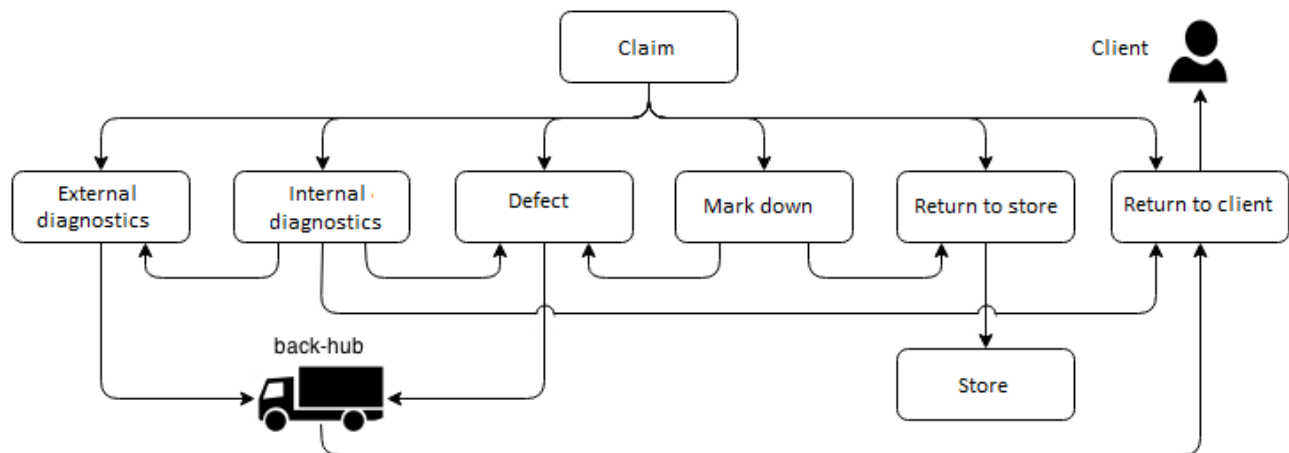 Claim
Client
External
diagnostics
Internal
diagnostics
Defect
Mark down
Return to store
Return to client
back-hub
Store